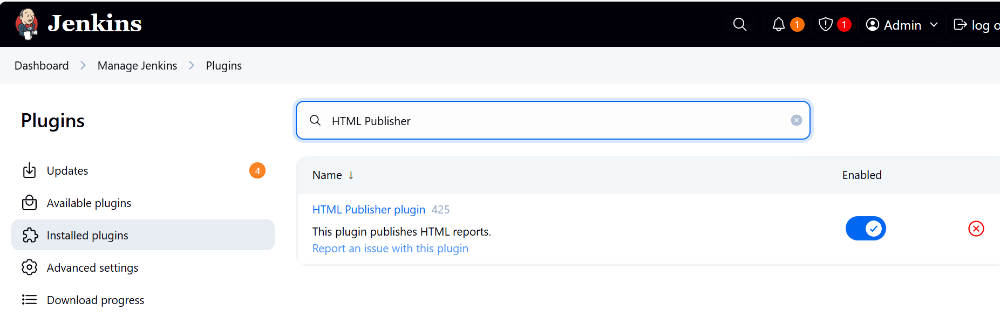 Jenkins
1
1
Admin
log o
Dashboard
Manage Jenkins
Plugins
Plugins
HTML Publisher
Updates
4
Available plugins
Installed plugins
Advanced settings
Download progress
Name ↓
Enabled
HTML Publisher plugin 425
This plugin publishes HTML reports.
Report an issue with this plugin